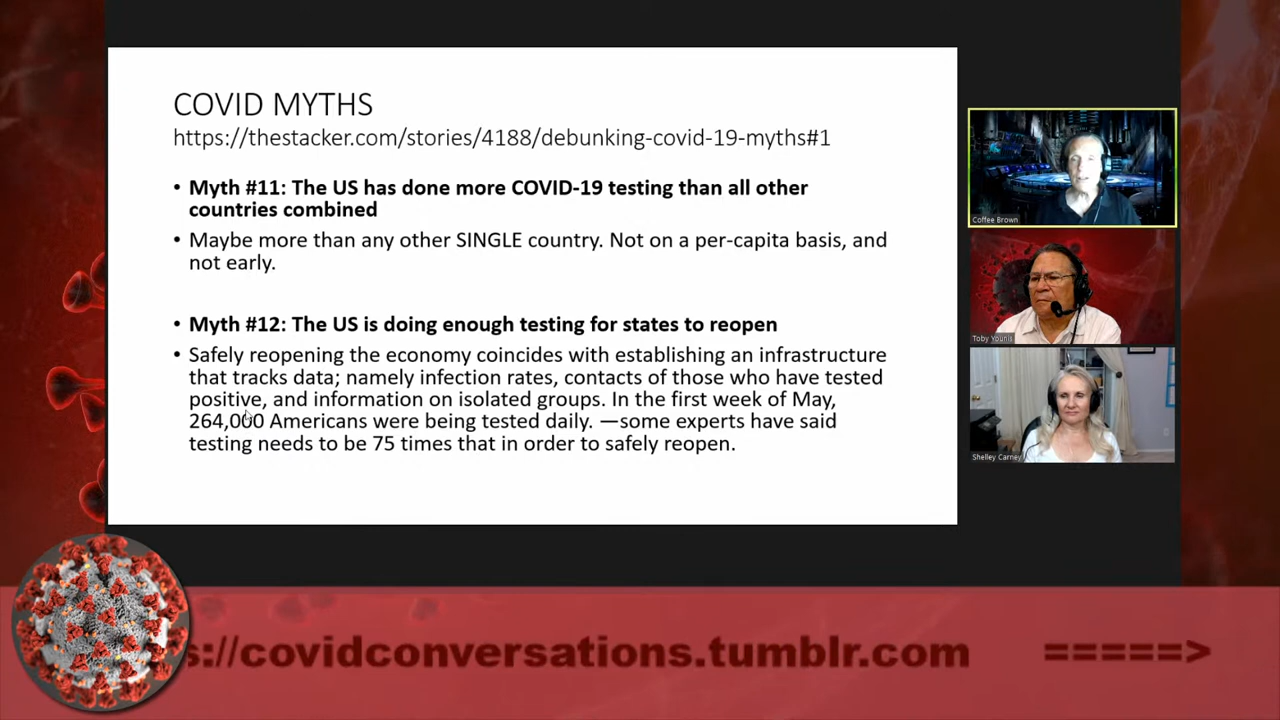 COVID MYTHS
https://thestacker.com/stories/4188/debunking-covid-19-myths#1
• Myth #11: The US has done more COVID-19 testing than all other
countries combined
• Maybe more than any other SINGLE country. Not on a per-capita basis, and
not early.
• Myth #12: The US is doing enough testing for states to reopen
• Safely reopening the economy coincides with establishing an infrastructure
that tracks data; namely infection rates, contacts of those who have tested
positive, and information on isolated groups. In the first week of May,
264,000 Americans were being tested daily. —some experts have said
testing needs to be 75 times that in order to safely reopen.
Coffee Brown
Toby Younis
Shelley Carney
s://covidconversations.tumblr.com =====>